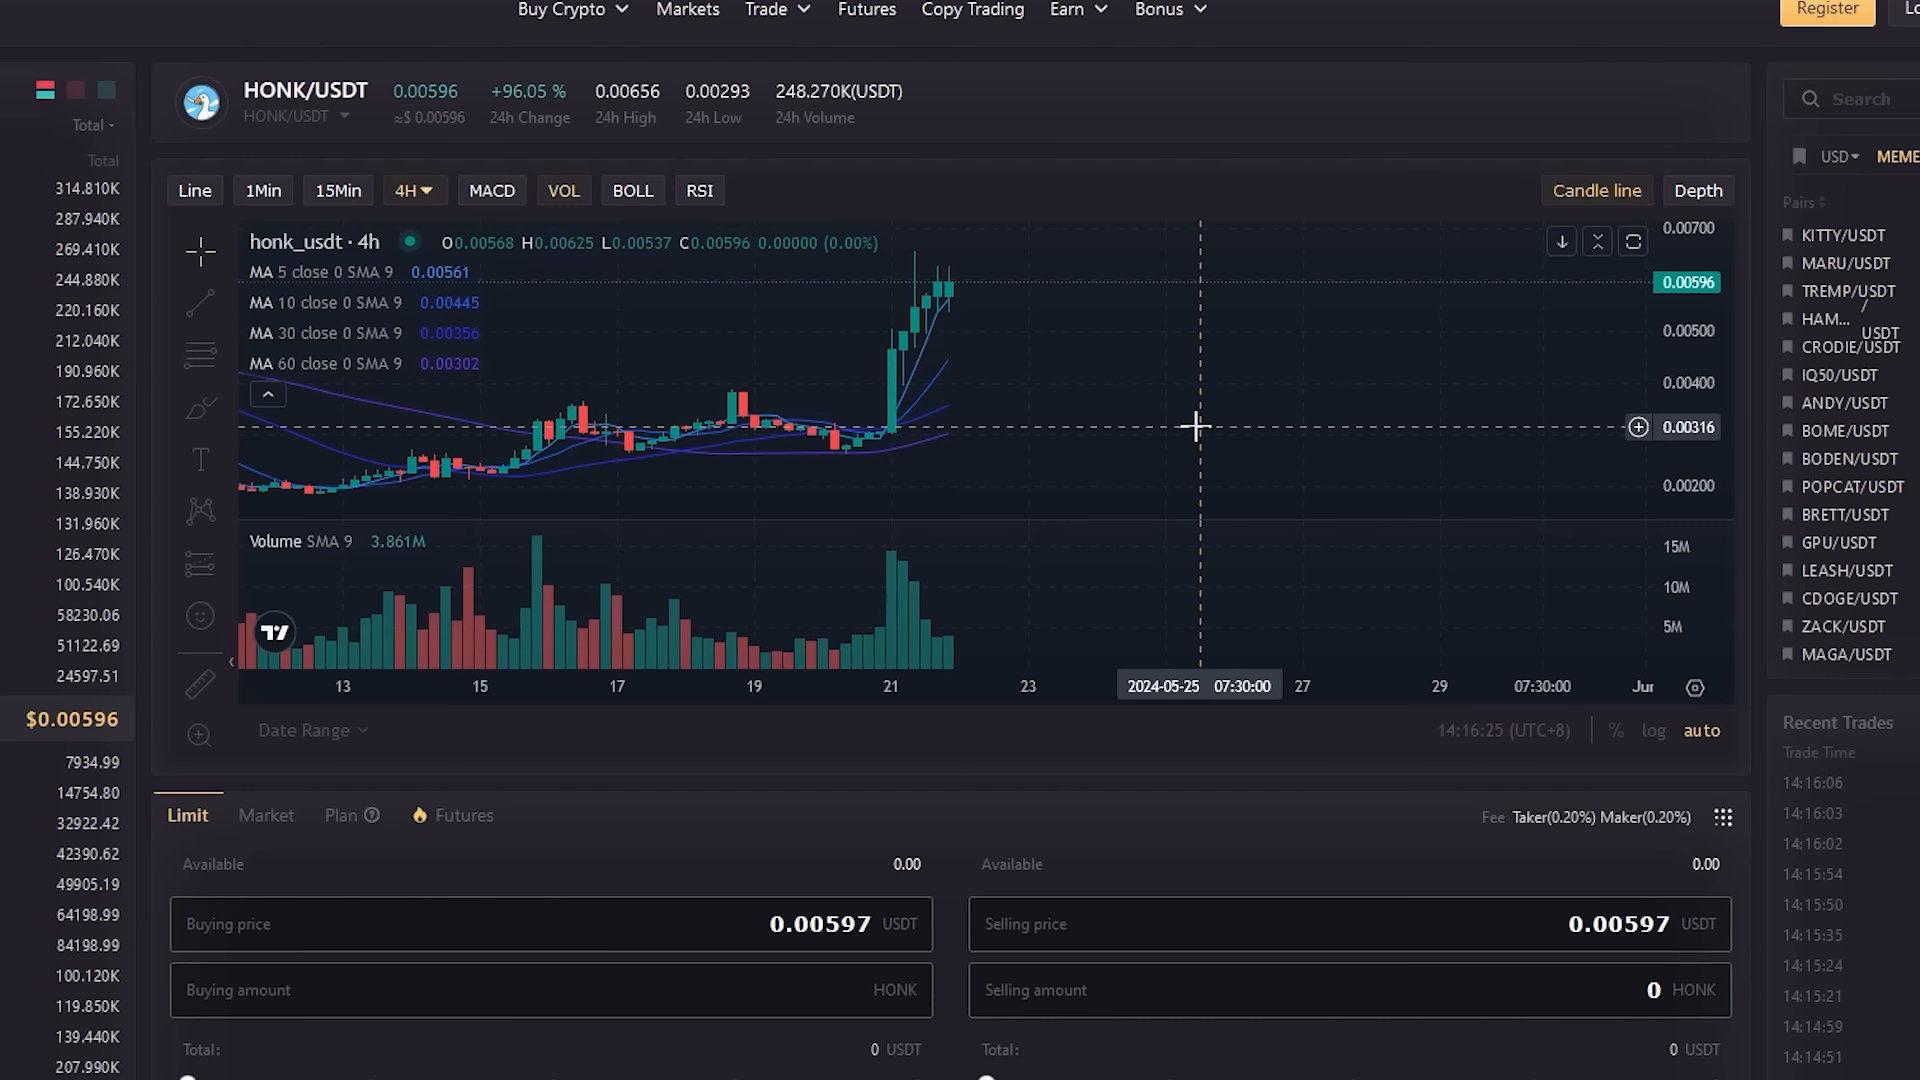 Buy Crypto Markets Trade Futures Copy Trading Earn Bonus Register
HONK/USDT 0.00596 +96.05 % 0.00656 0.00293 248.270K(USDT)
HONK/USDT ≈$ 0.00596 24h Change 24h High 24h Low 24h Volume
Total
Total
314.810K
287.940K
269.410K
244.880K
220.160K
212.040K
190.960K
172.650K
155.220K
144.750K
138.930K
131.960K
126.470K
100.540K
58230.06
51122.69
24597.51
$0.00596
7934.99
14754.80
32922.42
42390.62
49905.19
64198.99
84198.99
100.120K
119.850K
139.440K
207.990K
Line 1Min 15Min 4H MACD VOL BOLL RSI Candle line Depth
honk_usdt · 4h O0.00568 H0.00625 L0.00537 C0.00596 0.00000 (0.00%)
MA 5 close 0 SMA 9 0.00561
MA 10 close 0 SMA 9 0.00445
MA 30 close 0 SMA 9 0.00356
MA 60 close 0 SMA 9 0.00302
0.00700
0.00596
0.00500
0.00400
0.00316
0.00200
Volume SMA 9 3.861M
15M
10M
5M
13 15 17 19 21 23 2024-05-25 07:30:00 27 29 07:30:00 Jun
Date Range 14:16:25 (UTC+8) % log auto
Limit Market Plan Futures Fee Taker(0.20%) Maker(0.20%)
Available 0.00 Available 0.00
Buying price 0.00597 USDT Selling price 0.00597 USDT
Buying amount HONK Selling amount 0 HONK
Total: 0 USDT Total: 0 USDT
Search
USD MEME
Pairs
KITTY/USDT
MARU/USDT
TREMP/USDT
HAM... / USDT
CRODIE/USDT
IQ50/USDT
ANDY/USDT
BOME/USDT
BODEN/USDT
POPCAT/USDT
BRETT/USDT
GPU/USDT
LEASH/USDT
CDOGE/USDT
ZACK/USDT
MAGA/USDT
Recent Trades
Trade Time
14:16:06
14:16:03
14:16:02
14:15:54
14:15:50
14:15:35
14:15:24
14:15:21
14:14:59
14:14:51